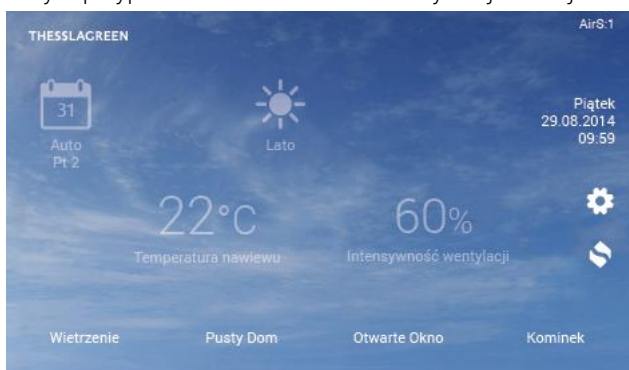 THESSLAGREEN
AirS:1
31
Auto
Pt 2
Lato
Piątek
29.08.2014
09:59
22°C
Temperatura nawiewu
60%
Intensywność wentylacji
Wietrzenie
Pusty Dom
Otwarte Okno
Kominek